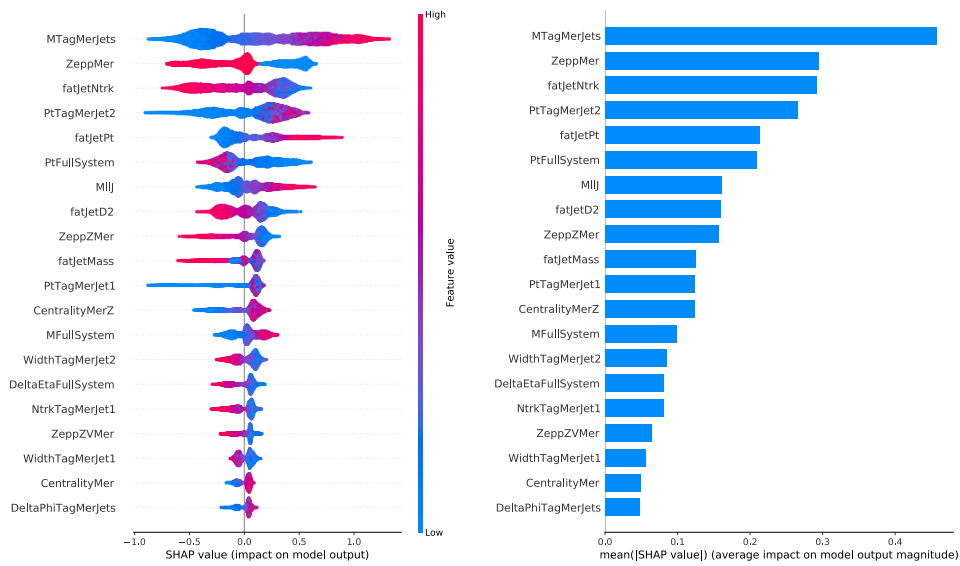 High
MTagMerJets
ZeppMer
fatJetNtrk
PtTagMerJet2
fatJetPt
PtFullSystem
MllJ
fatJetD2
ZeppZMer
fatJetMass
PtTagMerJet1
CentralityMerZ
MFullSystem
WidthTagMerJet2
DeltaEtaFullSystem
NtrkTagMerJet1
ZeppZVMer
WidthTagMerJet1
CentralityMer
DeltaPhiTagMerJets
Low
Feature value
−1.0 −0.5 0.0 0.5 1.0
SHAP value (impact on model output)
MTagMerJets
ZeppMer
fatJetNtrk
PtTagMerJet2
fatJetPt
PtFullSystem
MllJ
fatJetD2
ZeppZMer
fatJetMass
PtTagMerJet1
CentralityMerZ
MFullSystem
WidthTagMerJet2
DeltaEtaFullSystem
NtrkTagMerJet1
ZeppZVMer
WidthTagMerJet1
CentralityMer
DeltaPhiTagMerJets
0.0 0.1 0.2 0.3 0.4
mean(|SHAP value|) (average impact on model output magnitude)